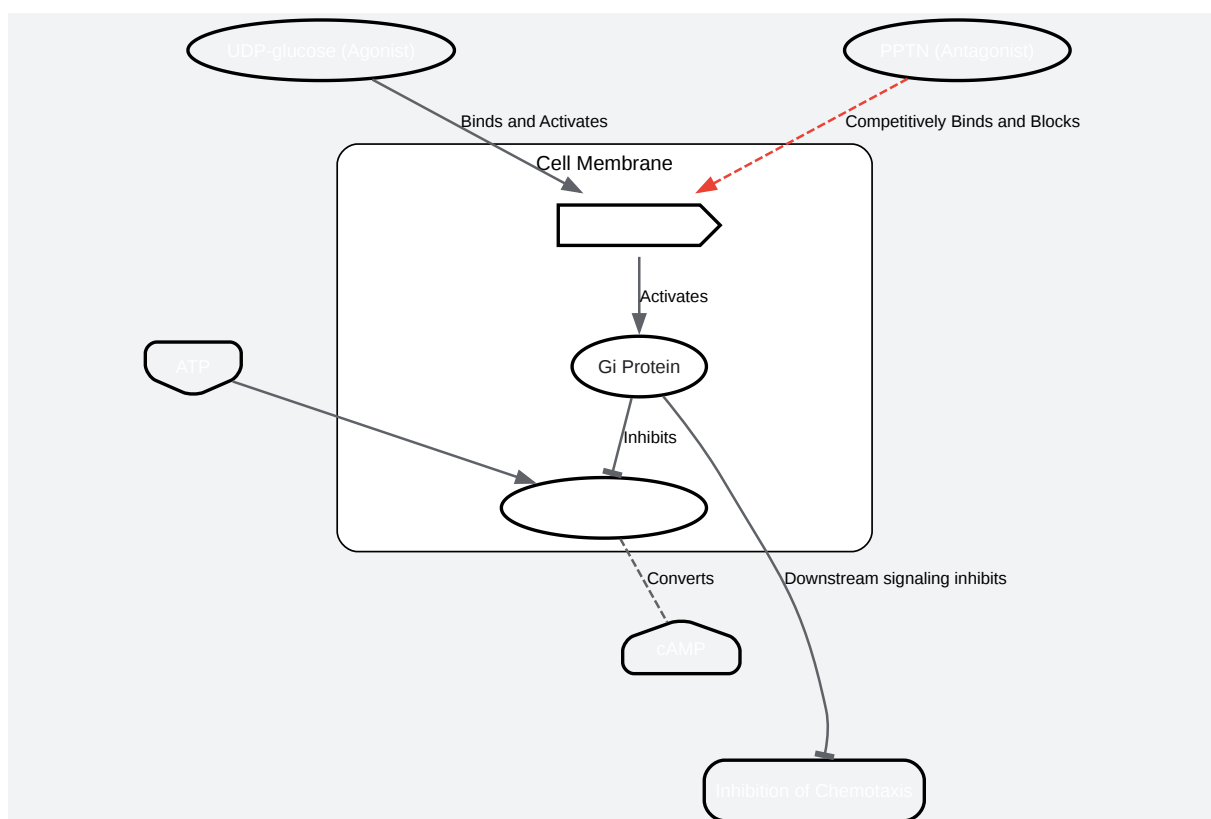 UDP-glucose (Agonist)
PPTN (Antagonist)
Binds and Activates
Competitively Binds and Blocks
Cell Membrane
Activates
ATP
Gi Protein
Inhibits
Converts
Downstream signaling inhibits
cAMP
Inhibition of Chemotaxis